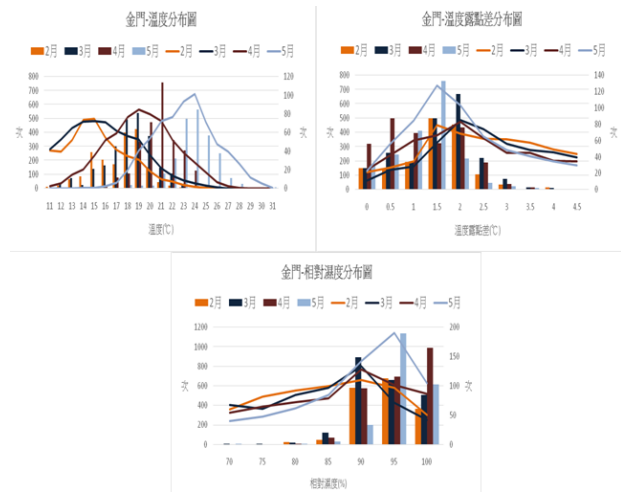 金門-溫度分布圖
2月 3月 4月 5月 2月 3月 4月 5月
800 700 600 500 400 300 200 100 0
120 100 80 60 40 20 0
11 12 13 14 15 16 17 18 19 20 21 22 23 24 25 26 27 28 29 30 31
溫度(℃)
金門-溫度露點差分布圖
2月 3月 4月 5月 2月 3月 4月 5月
800 700 600 500 400 300 200 100 0
140 120 100 80 60 40 20 0
0 0.5 1 1.5 2 2.5 3 3.5 4 4.5
溫度露點差(℃)
金門-相對濕度分布圖
2月 3月 4月 5月 2月 3月 4月 5月
1200 1000 800 600 400 200 0
200 150 100 50 0
70 75 80 85 90 95 100
相對濕度(%)